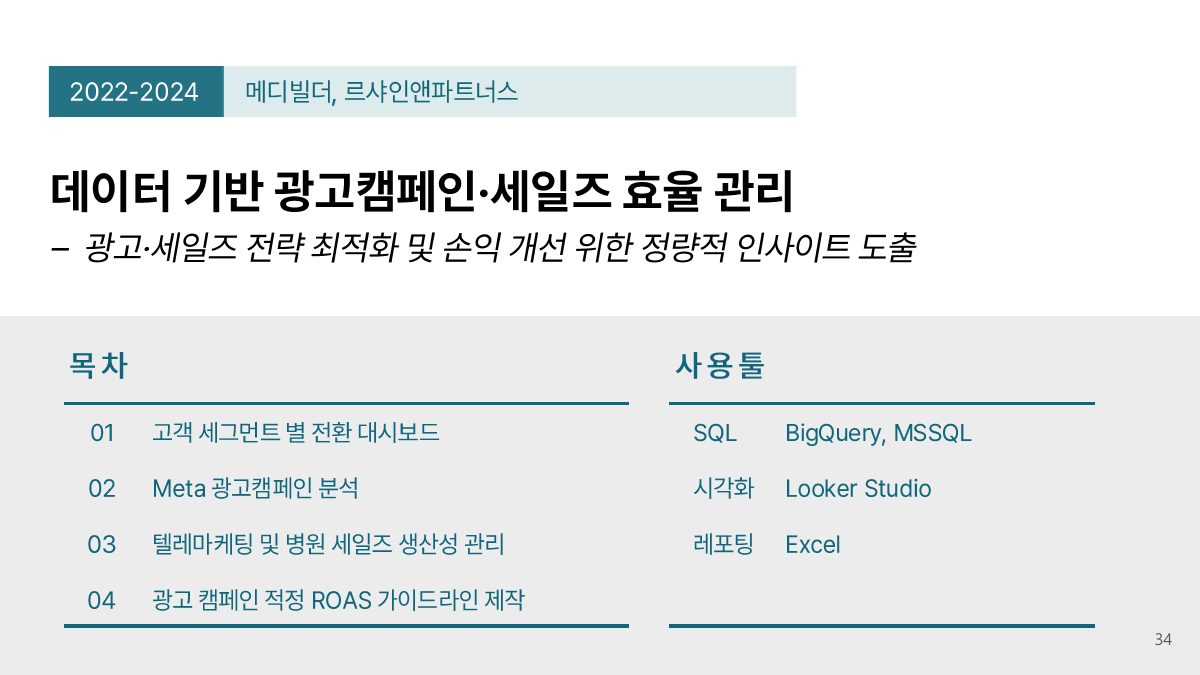 2022-2024 메디빌더, 르샤인앤파트너스
데이터 기반 광고캠페인·세일즈 효율 관리
– 광고·세일즈 전략 최적화 및 손익 개선 위한 정량적 인사이트 도출
목차
01 고객 세그먼트 별 전환 대시보드
02 Meta 광고캠페인 분석
03 텔레마케팅 및 병원 세일즈 생산성 관리
04 광고 캠페인 적정 ROAS 가이드라인 제작
사용툴
SQL BigQuery, MSSQL
시각화 Looker Studio
레포팅 Excel
34